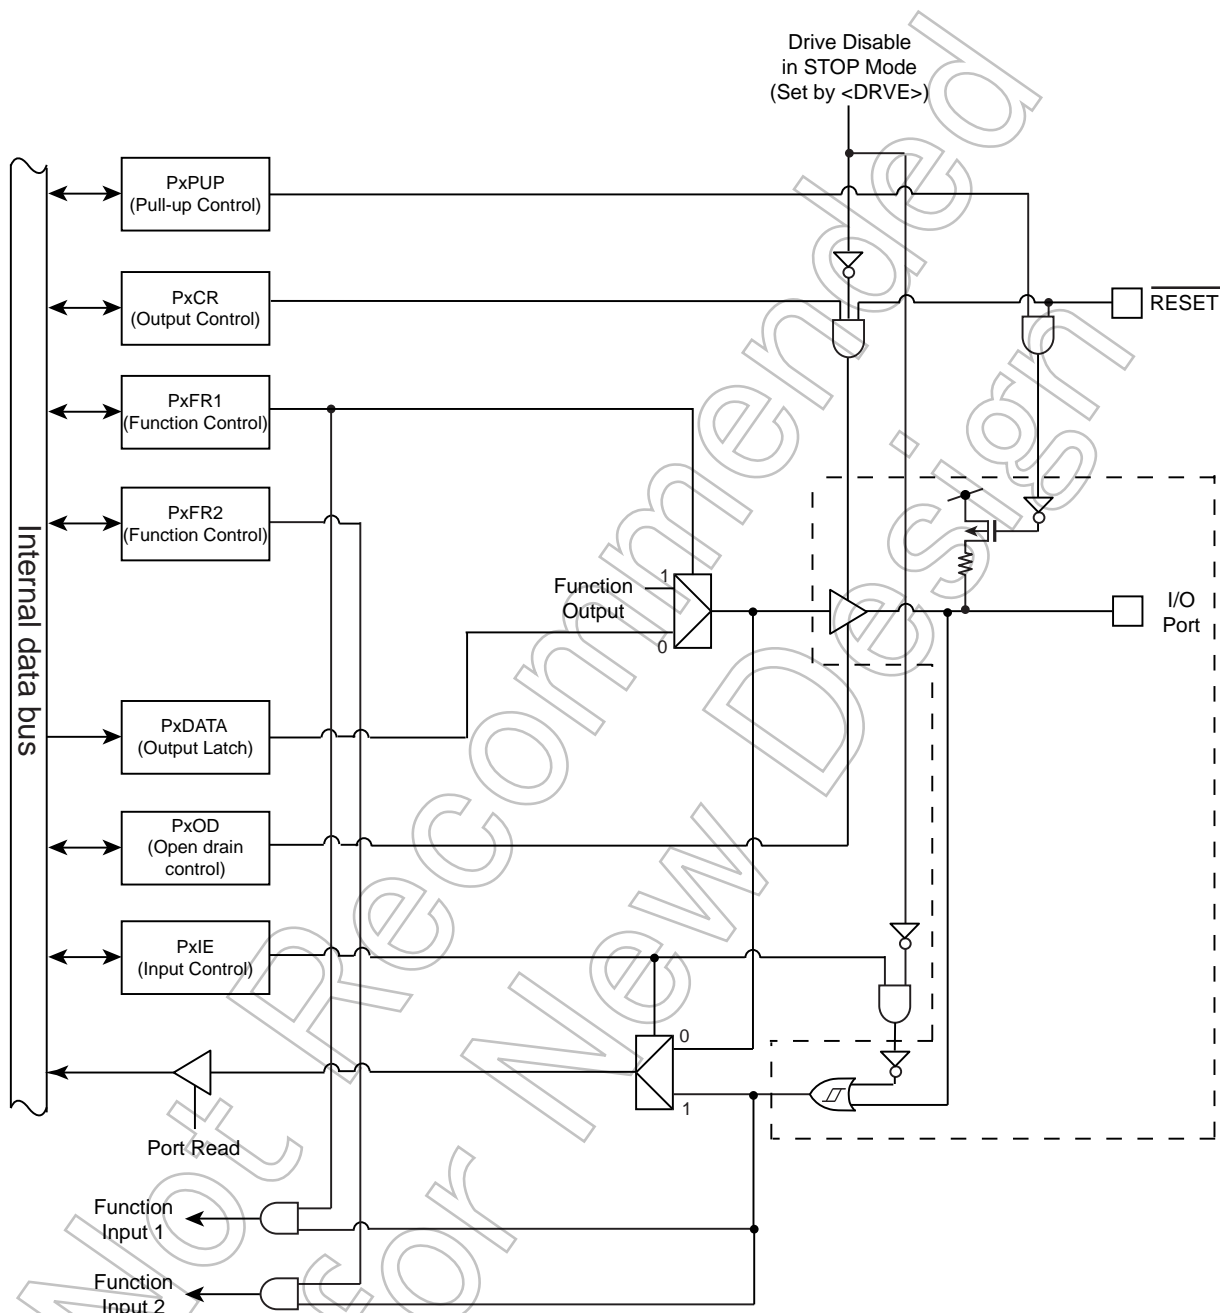 Drive Disable
in STOP Mode
(Set by <DRVE>)
PxPUP
(Pull-up Control)
PxCR
(Output Control)
RESET
PxFR1
(Function Control)
PxFR2
(Function Control)
Internal data bus
1
Function
Output
0
I/O
Port
PxDATA
(Output Latch)
PxOD
(Open drain
control)
PxIE
(Input Control)
0
1
Port Read
Function
Input 1
Function
Input 2
Not Recommended
for New Design